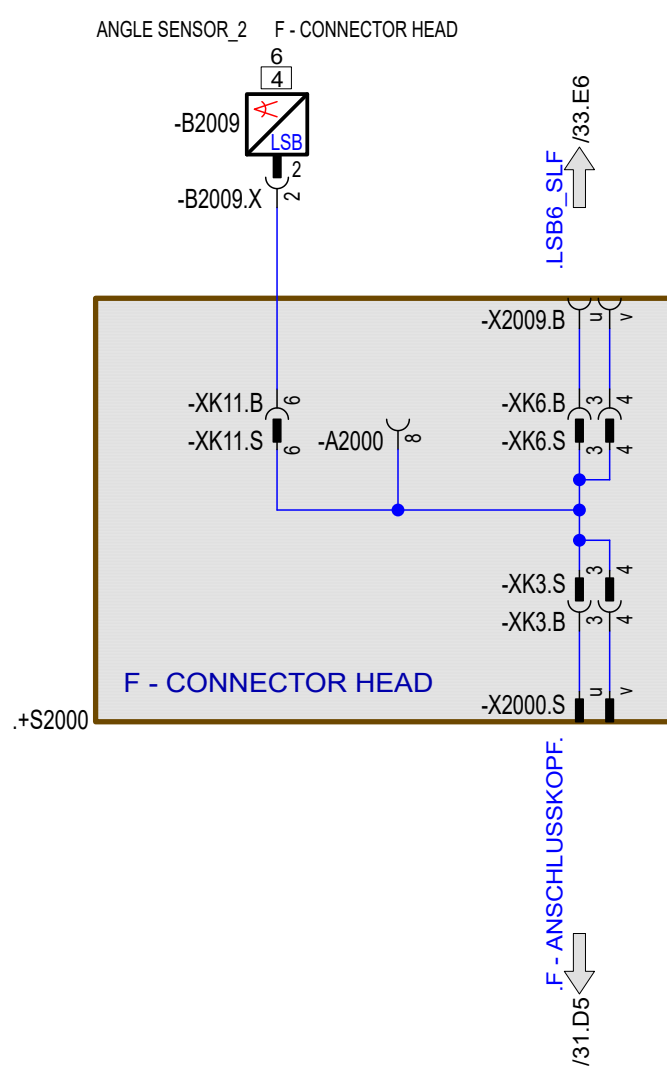 ANGLE SENSOR_2 F - CONNECTOR HEAD
6
4
-B2009
LSB
2
-B2009.X
2
.LSB6_SLF
/33.E6
-X2009.B
u
v
-XK11.B
6
-XK11.S
6
-A2000
8
-XK6.B
3
4
-XK6.S
3
4
-XK3.S
3
4
-XK3.B
3
4
F - CONNECTOR HEAD
-X2000.S
u
v
.+S2000
.F - ANSCHLUSSKOPF.
/31.D5